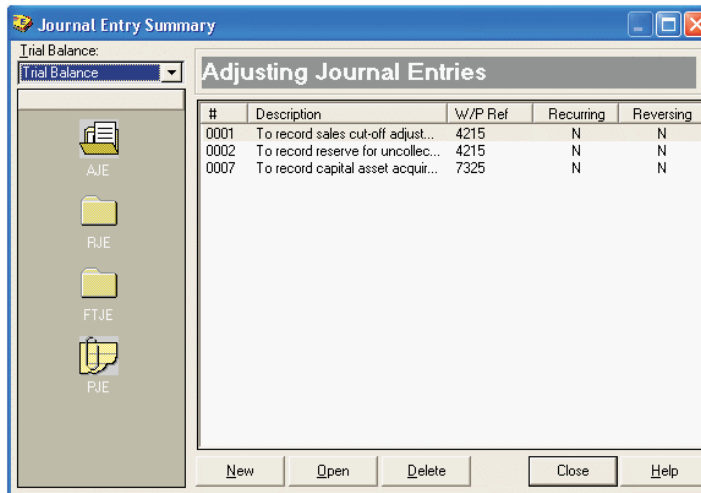 Journal Entry Summary
Trial Balance:
Trial Balance
AJE
RJE
FTJE
PJE
Adjusting Journal Entries
# Description W/P Ref Recurring Reversing
0001 To record sales cut-off adjust... 4215 N N
0002 To record reserve for uncollec... 4215 N N
0007 To record capital asset acquir... 7325 N N
New Open Delete Close Help